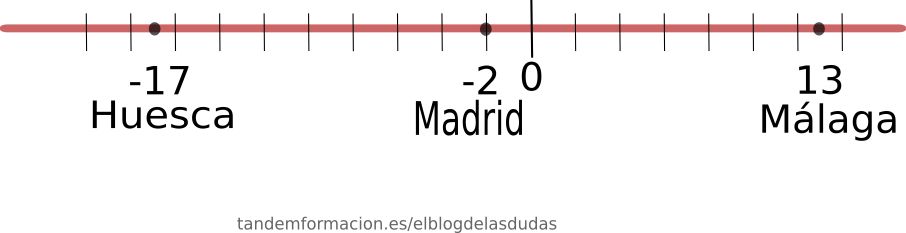 -17 -2 0 13
Huesca Madrid Málaga
tandemformacion.es/elblogdelasdudas